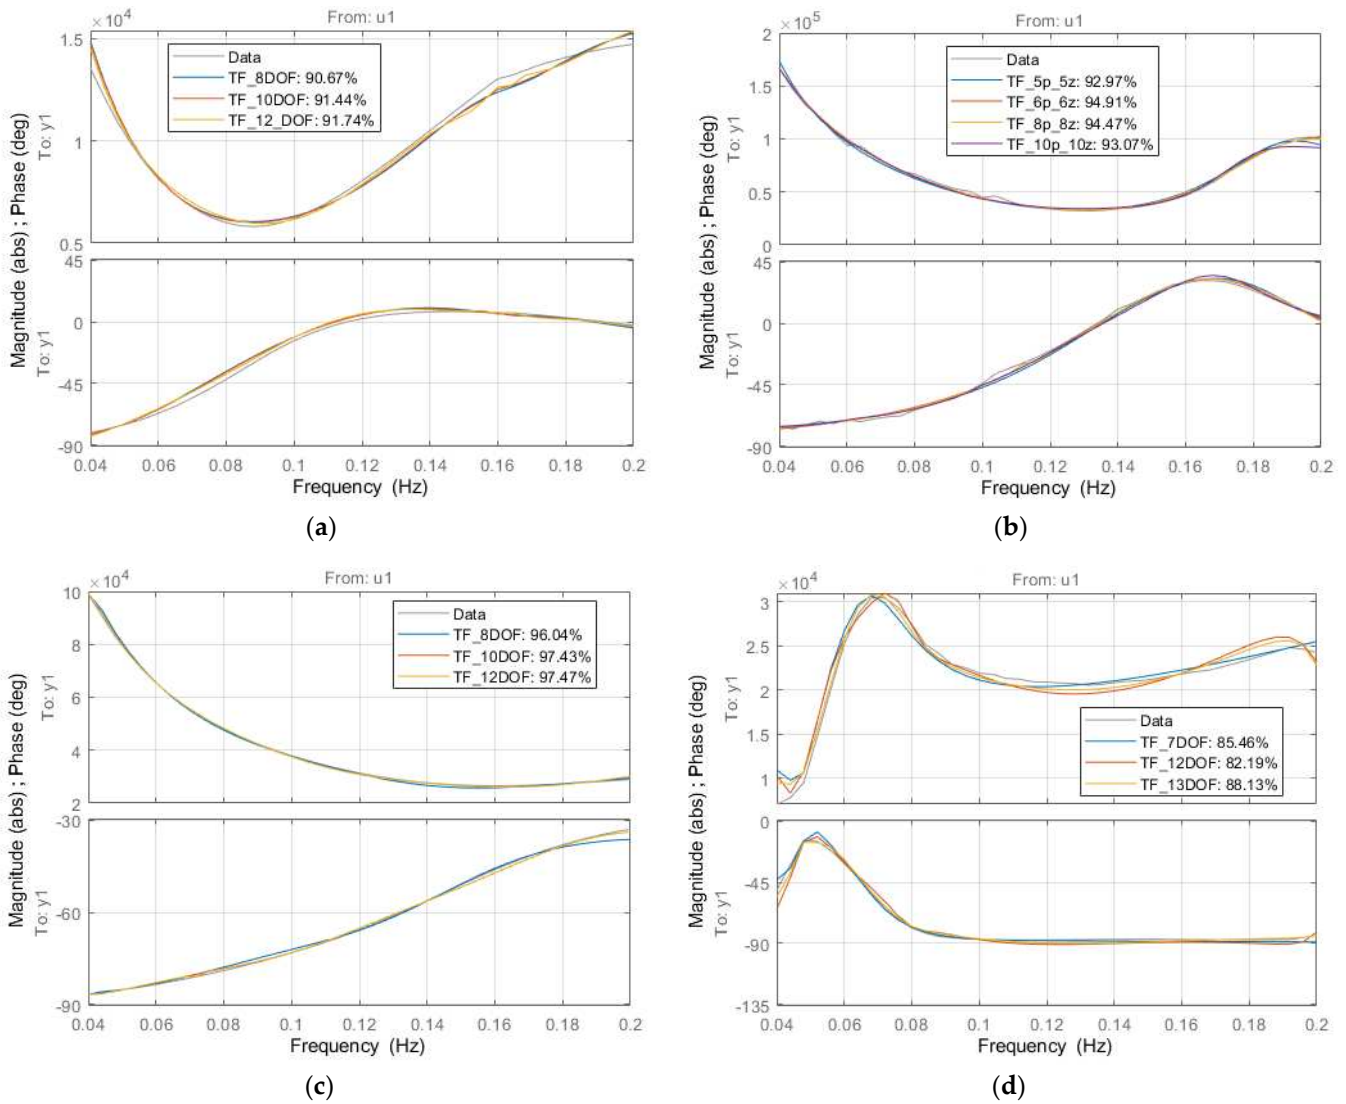 ×10⁴
From: u1
Magnitude (abs) ; Phase (deg)
To: y1
1.5
1
0.5
Data
TF_8DOF: 90.67%
TF_10DOF: 91.44%
TF_12_DOF: 91.74%
To: y1
45
0
-45
-90
0.04 0.06 0.08 0.1 0.12 0.14 0.16 0.18 0.2
Frequency (Hz)
(a)
×10⁵
From: u1
Magnitude (abs) ; Phase (deg)
To: y1
2
1.5
1
0.5
0
Data
TF_5p_5z: 92.97%
TF_6p_6z: 94.91%
TF_8p_8z: 94.47%
TF_10p_10z: 93.07%
To: y1
45
0
-45
-90
0.04 0.06 0.08 0.1 0.12 0.14 0.16 0.18 0.2
Frequency (Hz)
(b)
×10⁴
From: u1
Magnitude (abs) ; Phase (deg)
To: y1
10
8
6
4
2
Data
TF_8DOF: 96.04%
TF_10DOF: 97.43%
TF_12DOF: 97.47%
To: y1
-30
-60
-90
0.04 0.06 0.08 0.1 0.12 0.14 0.16 0.18 0.2
Frequency (Hz)
(c)
×10⁴
From: u1
Magnitude (abs) ; Phase (deg)
To: y1
3
2.5
2
1.5
1
Data
TF_7DOF: 85.46%
TF_12DOF: 82.19%
TF_13DOF: 88.13%
To: y1
0
-45
-90
-135
0.04 0.06 0.08 0.1 0.12 0.14 0.16 0.18 0.2
Frequency (Hz)
(d)